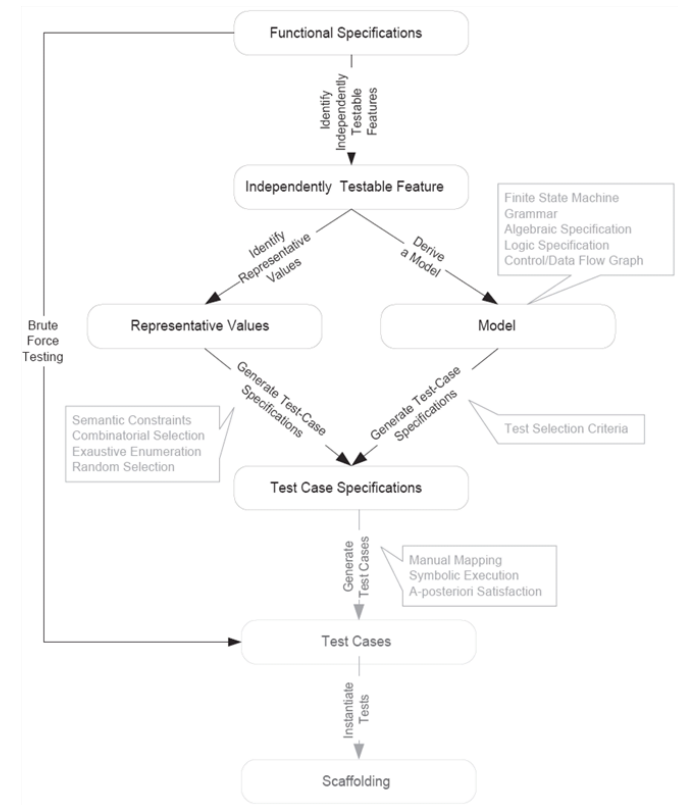 Functional Specifications
Identify
Independently
Testable
Features
Independently Testable Feature
Finite State Machine
Grammar
Algebraic Specification
Logic Specification
Control/Data Flow Graph
Identify
Representative
Values
Derive
a Model
Brute
Force
Testing
Representative Values
Model
Generate Test-Case
Specifications
Generate Test-Case
Specifications
Semantic Constraints
Combinatorial Selection
Exaustive Enumeration
Random Selection
Test Selection Criteria
Test Case Specifications
Generate
Test Cases
Manual Mapping
Symbolic Execution
A-posteriori Satisfaction
Test Cases
Instantiate
Tests
Scaffolding